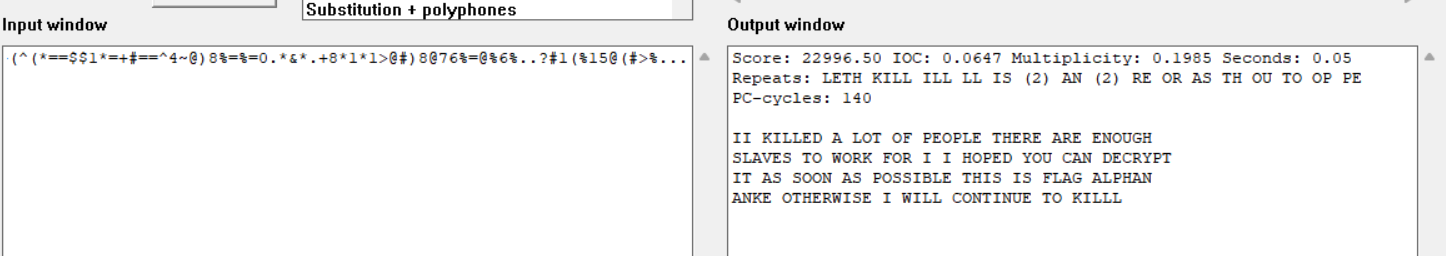 Substitution + polyphones
Input window
Output window
(^(*==$$1*=+#==^4~@)8%=%=0.*&*.+8*1*1>@#)8@76%=@%6%..?#1(%15@(#>%...
Score: 22996.50 IOC: 0.0647 Multiplicity: 0.1985 Seconds: 0.05
Repeats: LETH KILL ILL LL IS (2) AN (2) RE OR AS TH OU TO OP PE
PC-cycles: 140
II KILLED A LOT OF PEOPLE THERE ARE ENOUGH
SLAVES TO WORK FOR I I HOPED YOU CAN DECRYPT
IT AS SOON AS POSSIBLE THIS IS FLAG ALPHAN
ANKE OTHERWISE I WILL CONTINUE TO KILLL